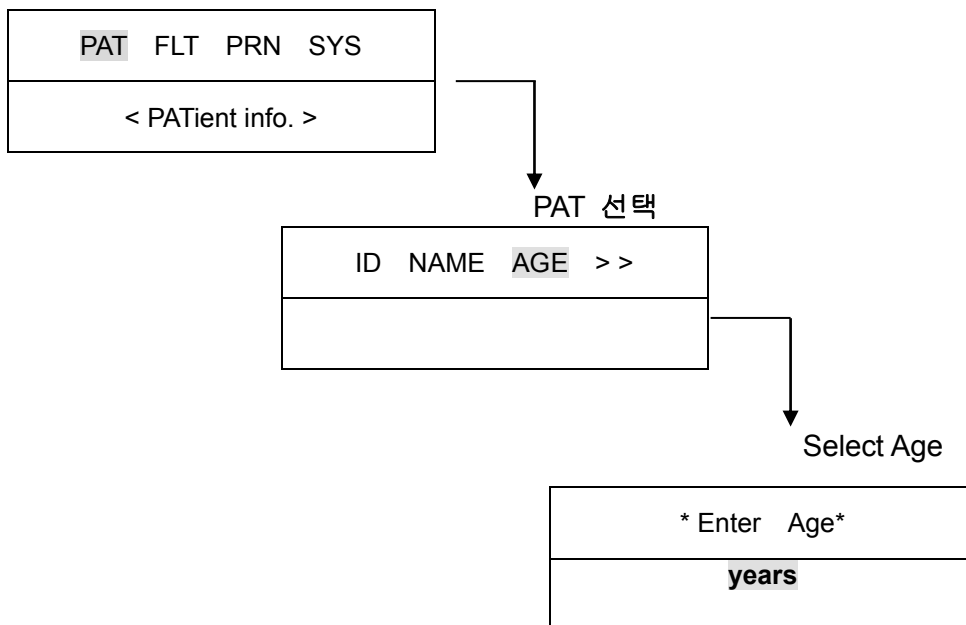 PAT FLT PRN SYS
< PATient info. >
PAT 선택
ID NAME AGE > >
Select Age
* Enter Age*
years